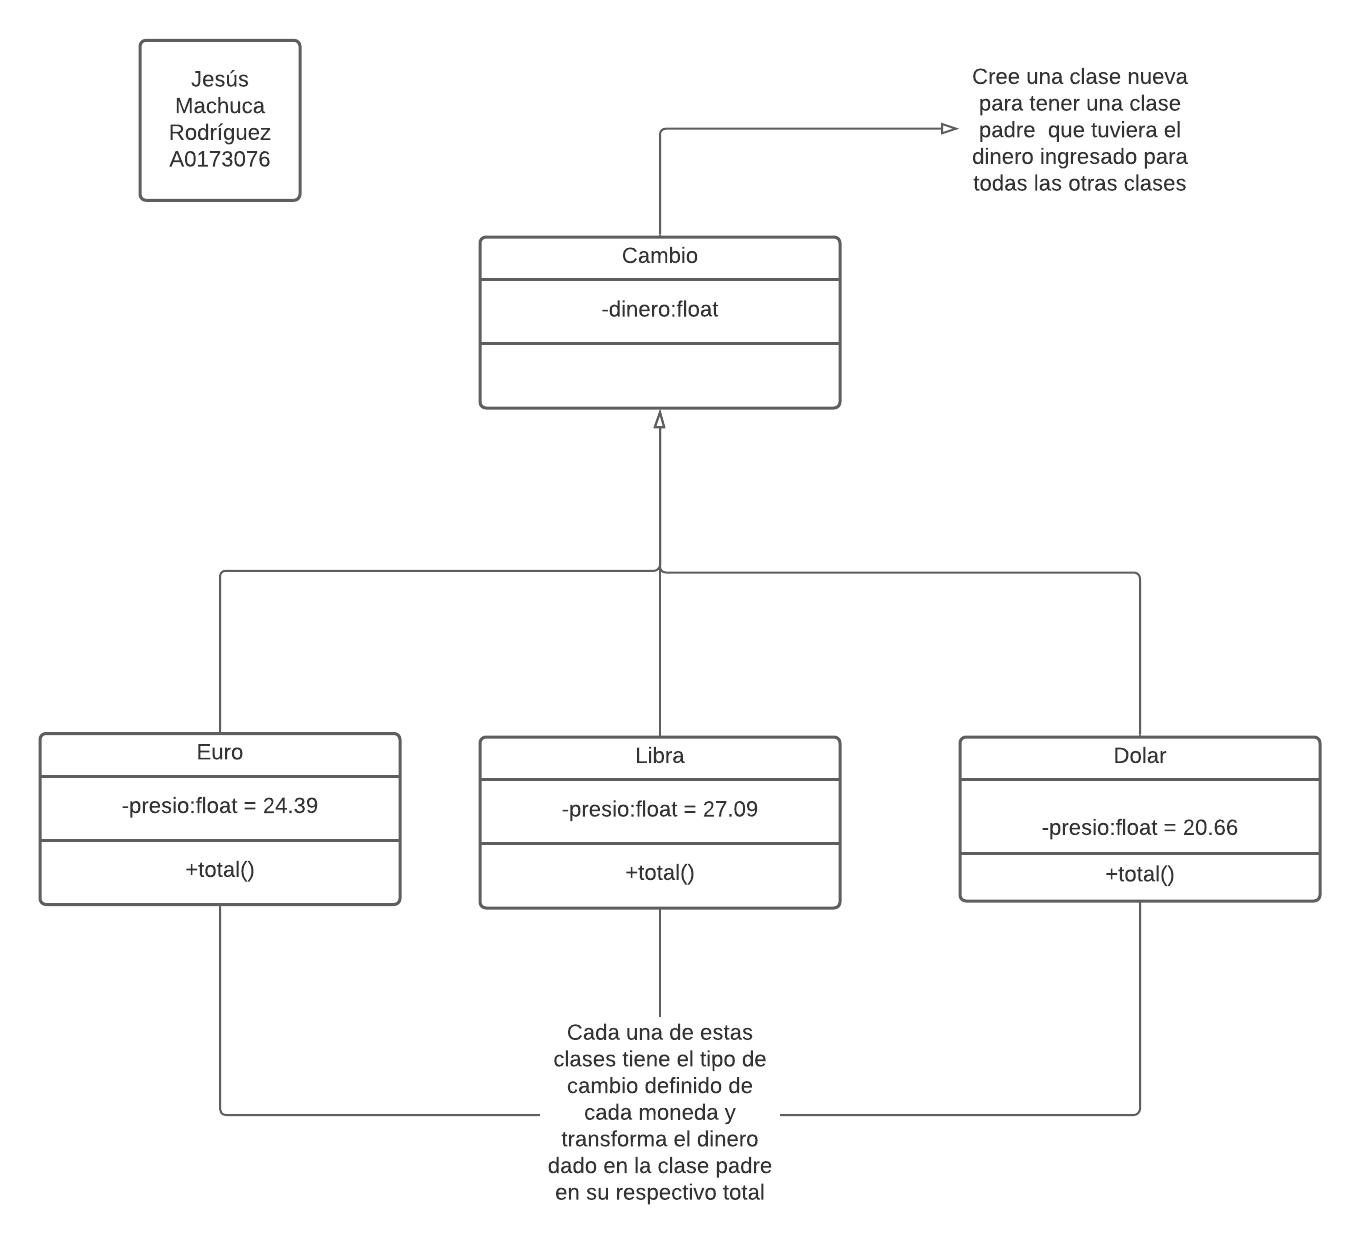 Jesús
Machuca
Rodríguez
A0173076
Cree una clase nueva
para tener una clase
padre  que tuviera el
dinero ingresado para
todas las otras clases
Cambio
-dinero:float
Euro
-presio:float = 24.39
+total()
Libra
-presio:float = 27.09
+total()
Dolar
-presio:float = 20.66
+total()
Cada una de estas
clases tiene el tipo de
cambio definido de
cada moneda y
transforma el dinero
dado en la clase padre
en su respectivo total